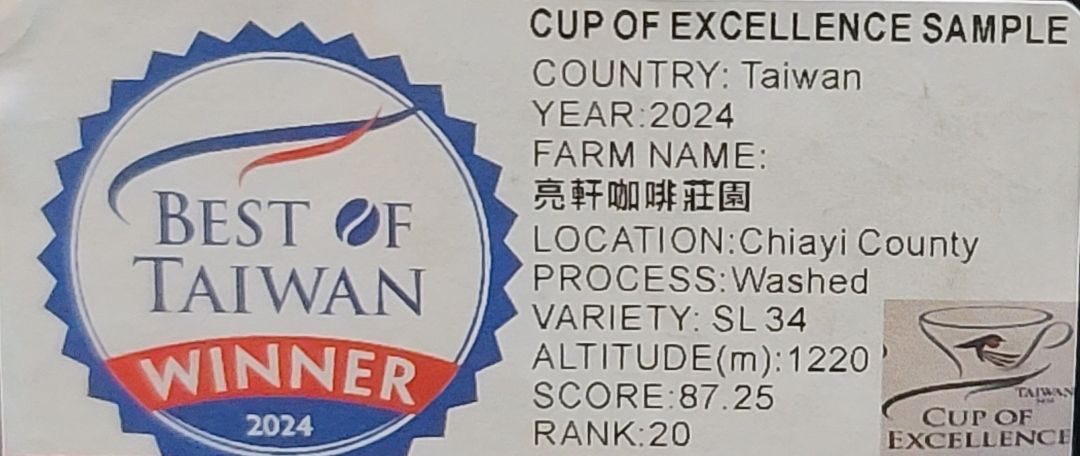 BEST OF
TAIWAN
WINNER
2024
CUP OF EXCELLENCE SAMPLE
COUNTRY: Taiwan
YEAR:2024
FARM NAME:
亮軒咖啡莊園
LOCATION:Chiayi County
PROCESS:Washed
VARIETY: SL 34
ALTITUDE(m):1220
SCORE:87.25
RANK:20
TAIWAN
CUP OF
EXCELLENCE